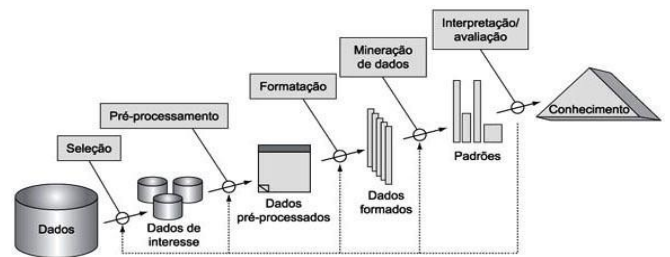 Interpretação/
avaliação
Mineração
de dados
Formatação
Pré-processamento
Seleção
Conhecimento
Padrões
Dados
formados
Dados
pré-processados
Dados de
interesse
Dados